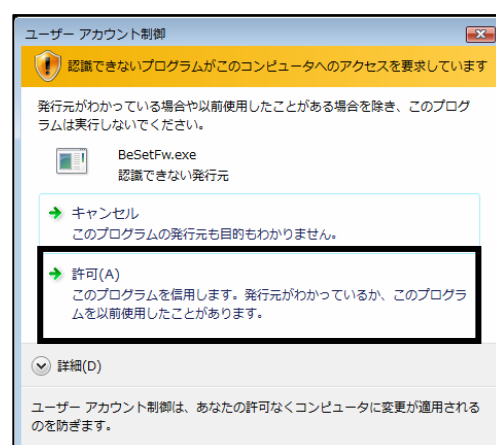 ユーザー アカウント制御
認識できないプログラムがこのコンピュータへのアクセスを要求しています
発行元がわかっている場合や以前使用したことがある場合を除き、このプログ
ラムは実行しないでください。
BeSetFw.exe
認識できない発行元
キャンセル
このプログラムの発行元も目的もわかりません。
許可(A)
このプログラムを信用します。発行元がわかっているか、このプログラ
ムを以前使用したことがあります。
詳細(D)
ユーザー アカウント制御は、あなたの許可なくコンピュータに変更が適用される
のを防ぎます。